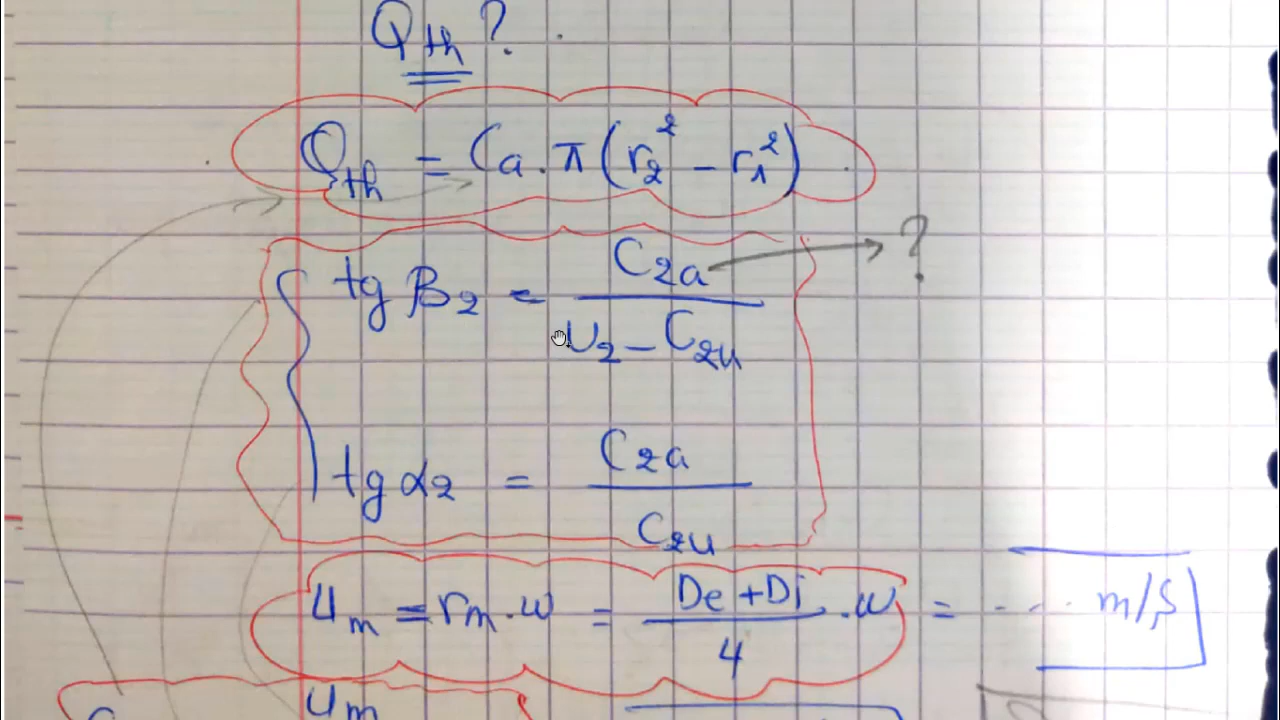 Qth ?
Qth = Ca . π (r₂² - r₁²) .
tg β₂ = C₂a / (U₂ - C₂u) → ?
tg α₂ = C₂a / C₂u
Um = rm . w = (De + Di) / 4 . w = - - - m/s
Um